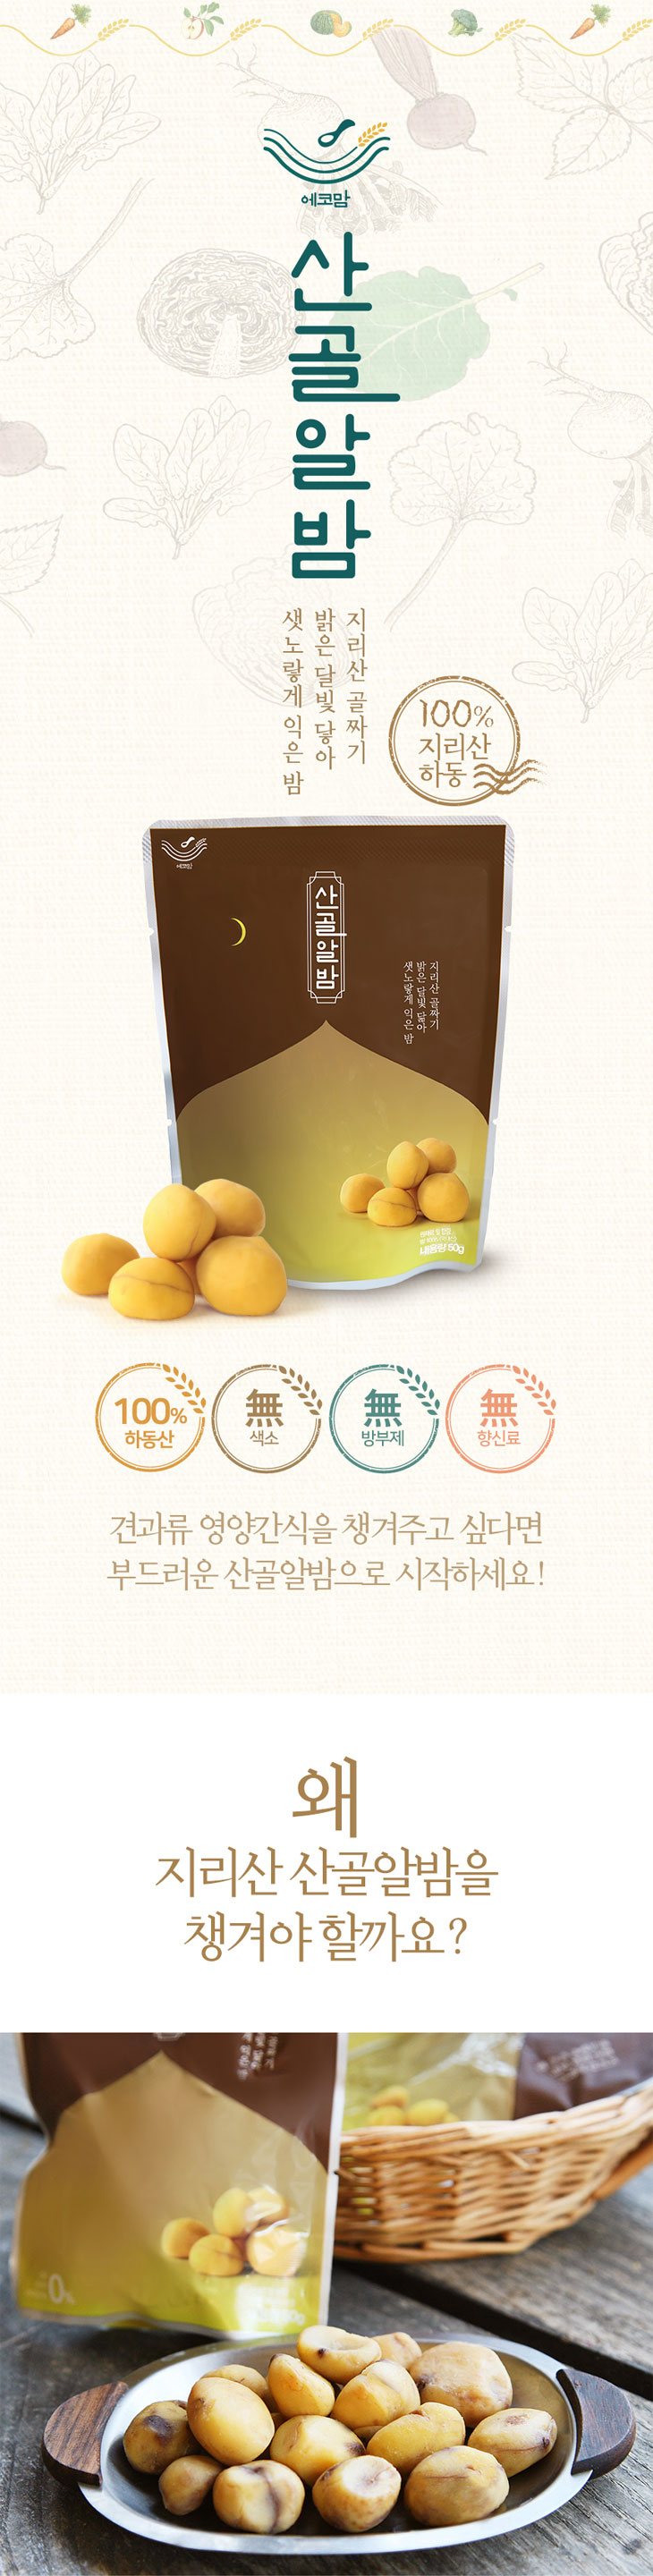 에코맘
산골알밤
지리산 골짜기
밝은 달빛 닿아
샛노랗게 익은 밤
100%
지리산
하동
에코맘
산골알밤
지리산 골짜기
밝은 달빛 닮아
샛노랗게 익은 밤
내용량 50g
100%
하동산
無
색소
無
방부제
無
향신료
견과류 영양간식을 챙겨주고 싶다면
부드러운 산골알밤으로 시작하세요!
왜
지리산 산골알밤을
챙겨야 할까요?